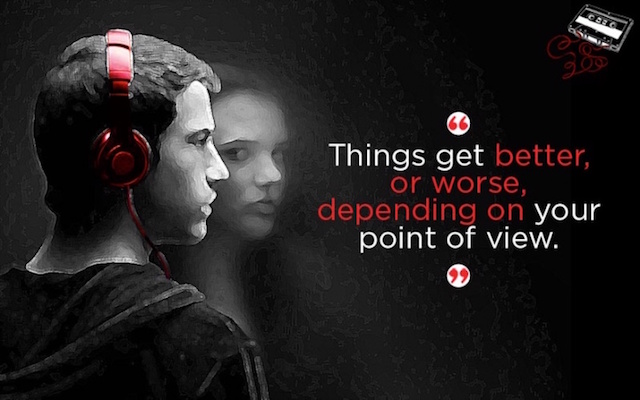 “
Things get better,
or worse,
depending on your
point of view.
”